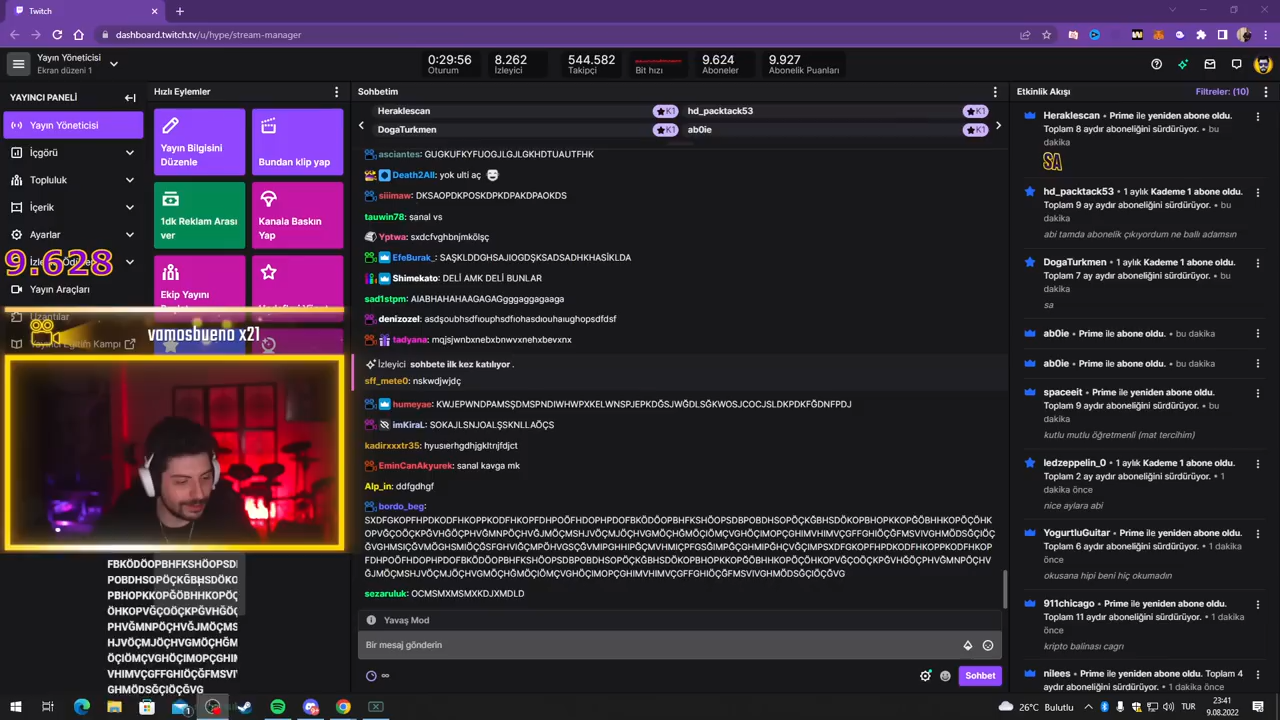 Twitch
dashboard.twitch.tv/u/hype/stream-manager
Yayın Yöneticisi
Ekran düzeni 1
0:29:56
Oturum
8.262
İzleyici
544.582
Takipçi
Bit hızı
9.624
Aboneler
9.927
Abonelik Puanları
YAYINCI PANELİ
Yayın Yöneticisi
İçgörü
Topluluk
İçerik
Ayarlar
9.628
Yayın Araçları
Uzantılar
Yayıncı Eğitim Kampı
vamosbueno x21
Hızlı Eylemler
Yayın Bilgisini
Düzenle
Bundan klip yap
1dk Reklam Arası
ver
Kanala Baskın
Yap
Ekip Yayını
Sohbetim
Heraklescan
K1
hd_packtack53
K1
DogaTurkmen
K1
ab0ie
K1
asciantes: GUGKUFKYFUOGJLGJLGKHDTUAUTFHK
Death2All: yok ulti aç
siiimaw: DKSAOPDKPOSKDPKDPAKDPAOKDS
tauwin78: sanal vs
Yptwa: sxdcfvghbnjmkölşç
EfeBurak_: SAŞKLDDGHSAJIOGDŞKSADSADHKHASİKLDA
Shimekato: DELİ AMK DELİ BUNLAR
sad1stpm: AIABHAHAHAAGAGAGgggaggagaaga
denizozel: asdşoubhsdfıouphsdfıohasdıouhaıughopsdfdsf
tadyana: mqjsjwnbxnebxbnwvxnehxbevxnx
İzleyici sohbete ilk kez katılıyor .
sff_mete0: nskwdjwjdç
humeyae: KWJEPWNDPAMSŞDMSPNDIWHWPXKELWNSPJEPKDĞSJWĞDLSĞKWOSJCOCJSLDKPDKFĞDNFPDJ
imKiraL: SOKAJLSNJOALŞSKNLLAÖÇS
kadirxxxtr35: hyuserhgdhjgkltrıjfdjct
EminCanAkyurek: sanal kavga mk
Alp_in: ddfgdhgf
bordo_beg:
sezaruluk: OCMSMXMSMXKDJXMDLD
Yavaş Mod
Bir mesaj gönderin
Sohbet
Etkinlik Akışı
Filtreler: (10)
Heraklescan • Prime ile yeniden abone oldu.
Toplam 8 aydır aboneliğini sürdürüyor. • bu
dakika
SA
hd_packtack53 • 1 aylık Kademe 1 abone oldu.
Toplam 9 ay aydır aboneliğini sürdürüyor. • bu
dakika
abi tamda abonelik çıkıyordum ne ballı adamsın
DogaTurkmen • 1 aylık Kademe 1 abone oldu.
Toplam 7 ay aydır aboneliğini sürdürüyor. • bu
dakika
sa
ab0ie • Prime ile abone oldu. • bu dakika
ab0ie • Prime ile abone oldu. • bu dakika
spaceeit • Prime ile yeniden abone oldu.
Toplam 9 ay aydır aboneliğini sürdürüyor. • bu
dakika
kutlu mutlu öğretmenli (mat tercihim)
ledzeppelin_0 • 1 aylık Kademe 1 abone oldu.
Toplam 2 ay aydır aboneliğini sürdürüyor. • 1
dakika önce
nice aylara abi
YogurtluGuitar • Prime ile yeniden abone oldu.
Toplam 6 ay aydır aboneliğini sürdürüyor. • 1 dakika
önce
okusana hipi beni hiç okumadın
911chicago • Prime ile yeniden abone oldu.
Toplam 11 aydır aboneliğini sürdürüyor. • 1 dakika
önce
kripto balinası cagrı
nilees • Prime ile yeniden abone oldu. Toplam 4
ay aydır aboneliğini sürdürüyor. • 1 dakika
26°C Bulutlu
TUR
23:41
9.08.2022